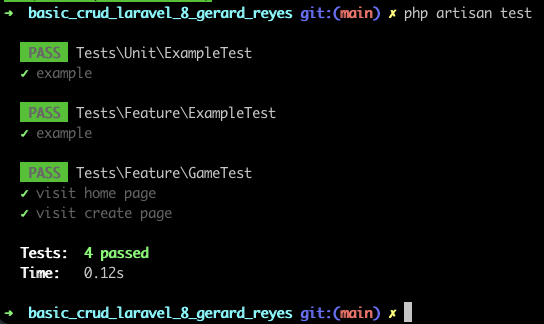 ➜ basic_crud_laravel_8_gerard_reyes git:(main) ✗ php artisan test
PASS Tests\Unit\ExampleTest
✓ example
PASS Tests\Feature\ExampleTest
✓ example
PASS Tests\Feature\GameTest
✓ visit home page
✓ visit create page
Tests: 4 passed
Time: 0.12s
➜ basic_crud_laravel_8_gerard_reyes git:(main) ✗